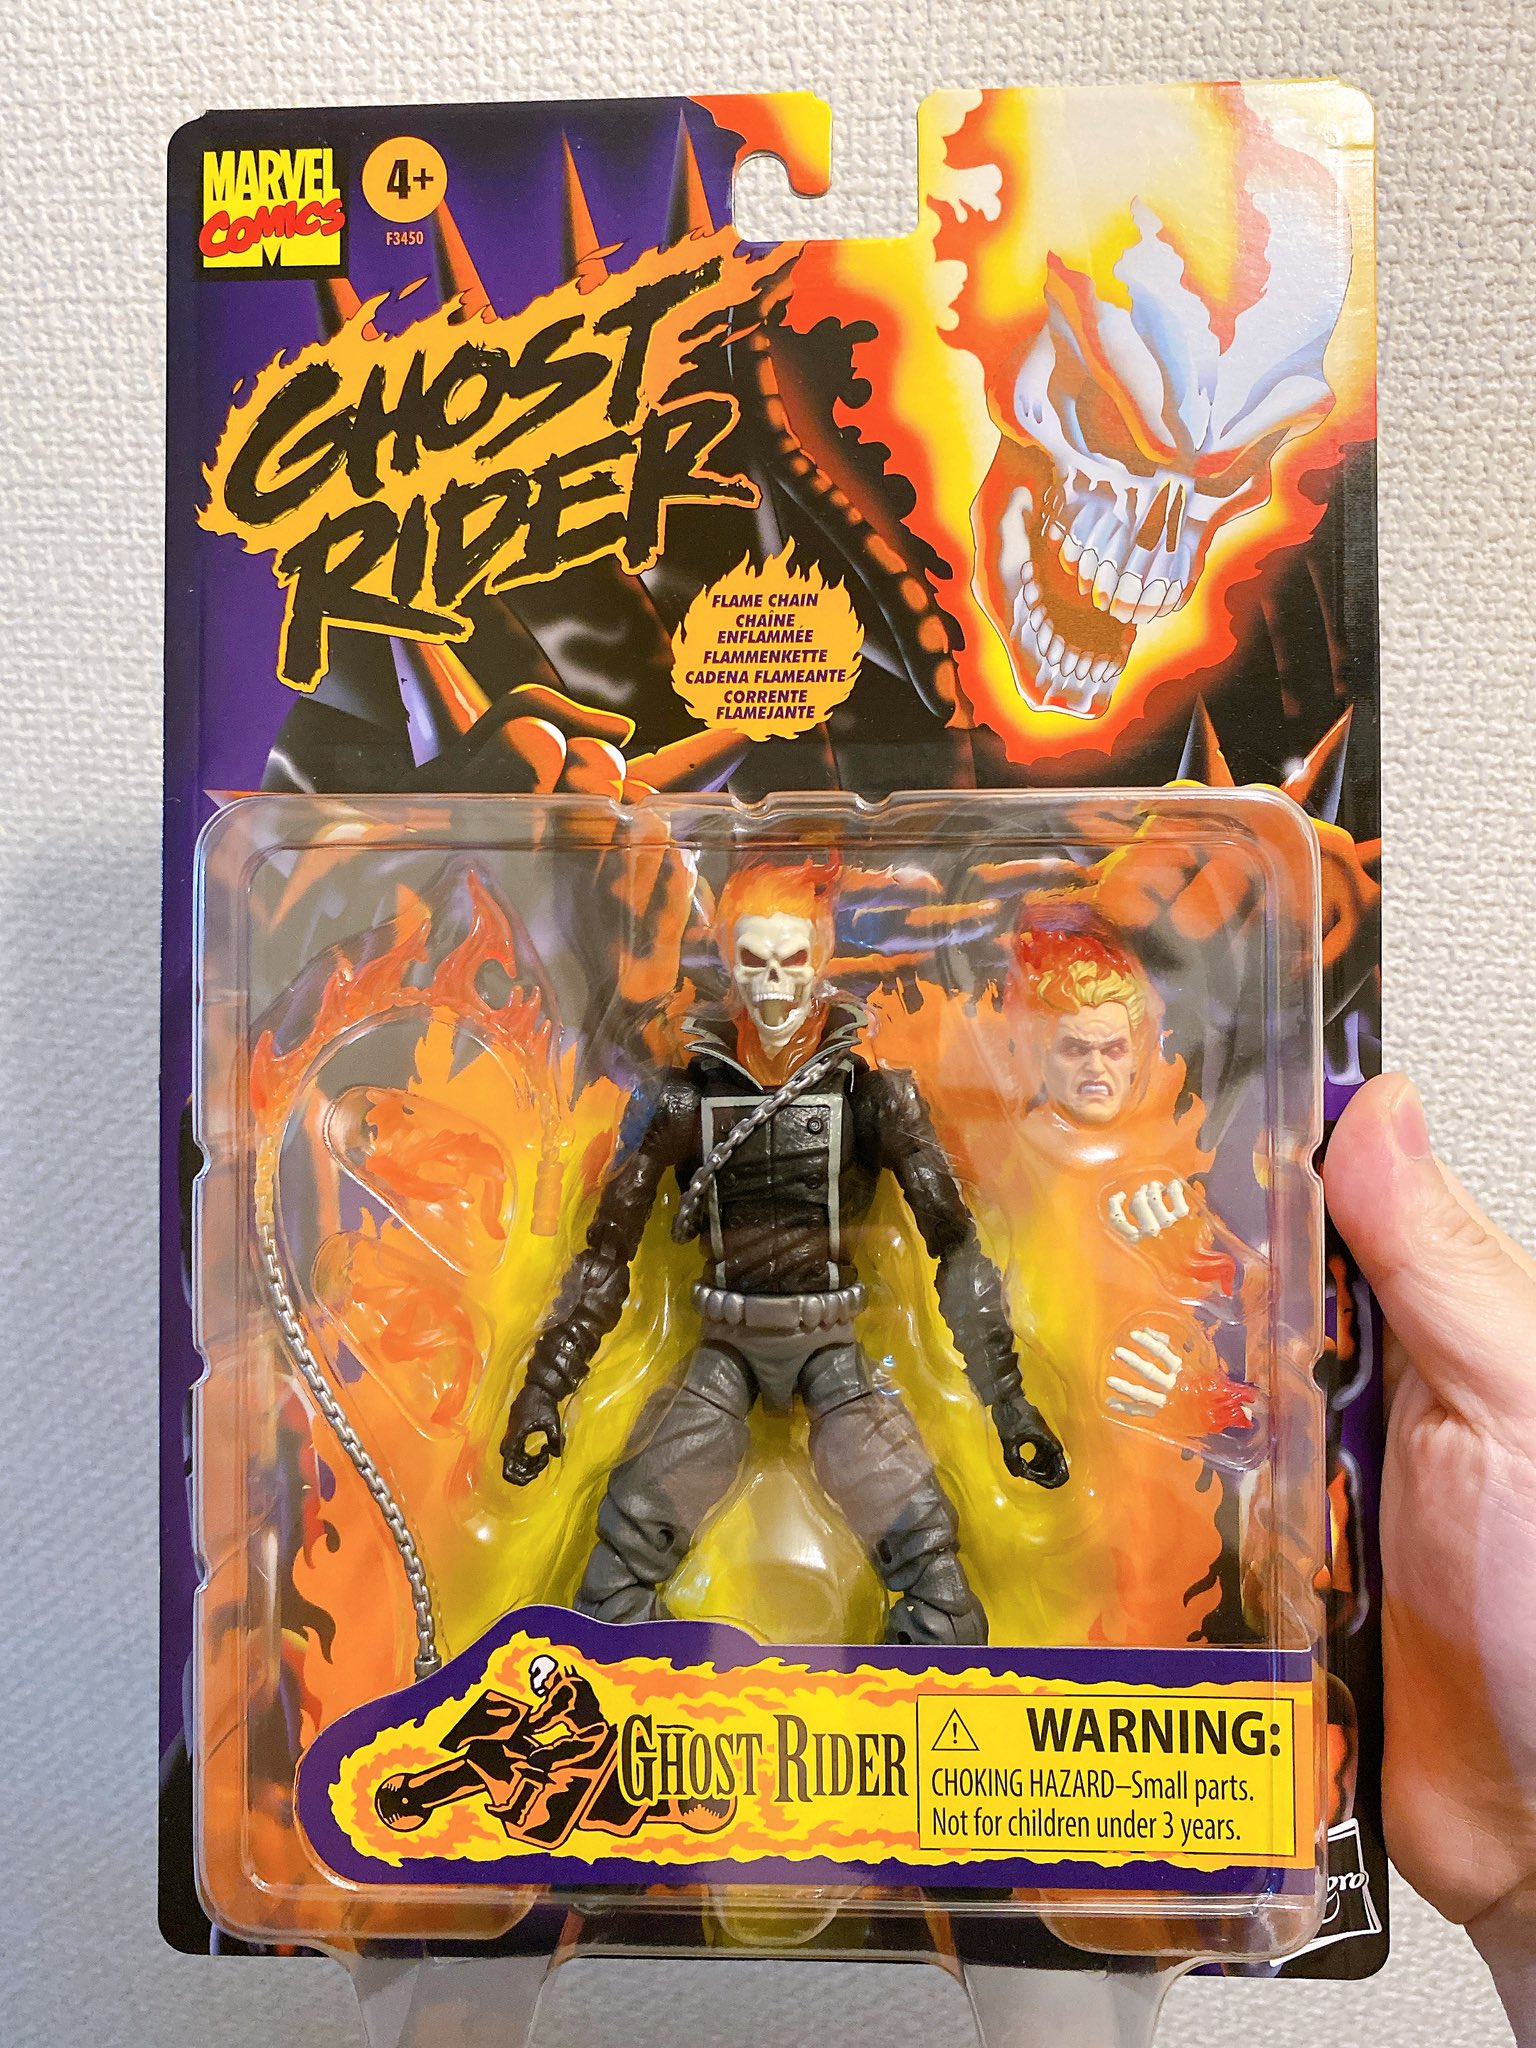 MARVEL
COMICS
M
4+
F3450
GHOST
RIDER
FLAME CHAIN
CHAÎNE
ENFLAMMÉE
FLAMMENKETTE
CADENA FLAMEANTE
CORRENTE
FLAMEJANTE
GHOST RIDER
WARNING:
CHOKING HAZARD–Small parts.
Not for children under 3 years.